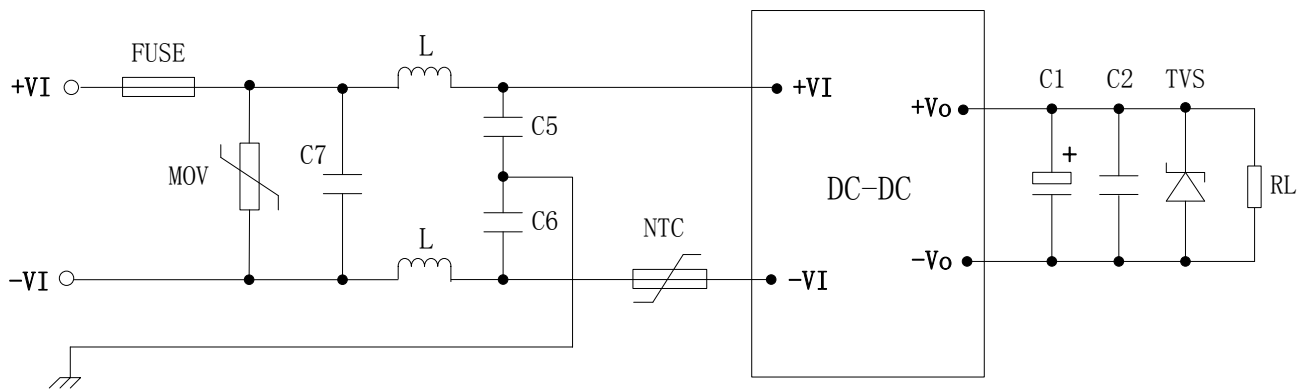 FUSE
L
+VI
+VI
C1
C2
TVS
+Vo
C5
+
C7
MOV
DC-DC
RL
C6
L
NTC
-Vo
-VI
-VI